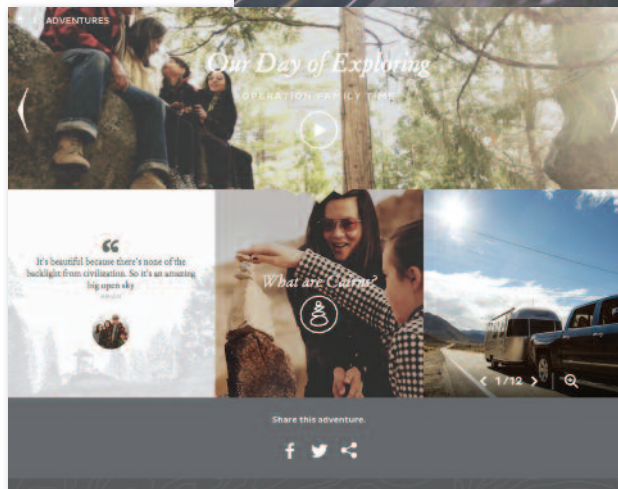 ADVENTURES
Our Day of Exploring
OPERATION FAMILY TIME
“
It's beautiful because there's none of the
backlight from civilization. So it's an amazing
big open sky
What are Cairns?
1/12
Share this adventure.